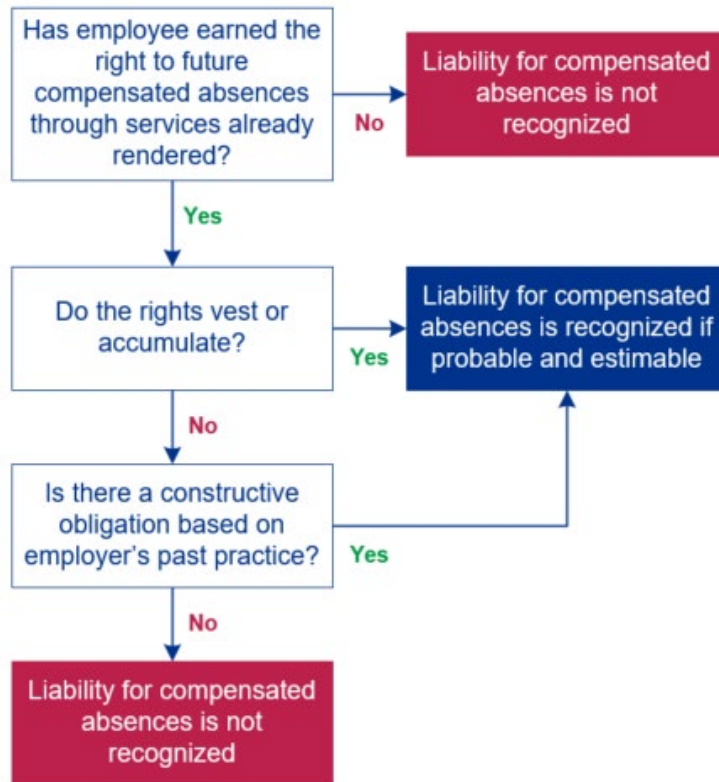 Has employee earned the
right to future
compensated absences
through services already
rendered?
No
Liability for compensated
absences is not
recognized
Yes
Do the rights vest or
accumulate?
Yes
Liability for compensated
absences is recognized if
probable and estimable
No
Is there a constructive
obligation based on
employer's past practice?
Yes
No
Liability for compensated
absences is not
recognized